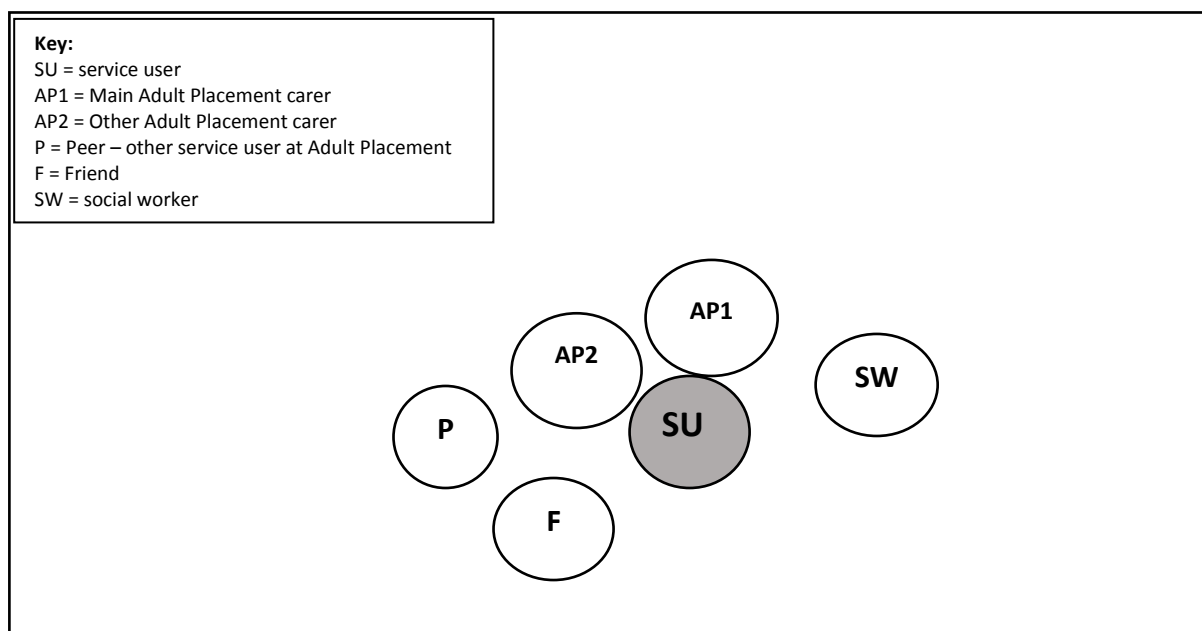 Key:
SU = service user
AP1 = Main Adult Placement carer
AP2 = Other Adult Placement carer
P = Peer – other service user at Adult Placement
F = Friend
SW = social worker
AP1
AP2
SW
SU
P
F